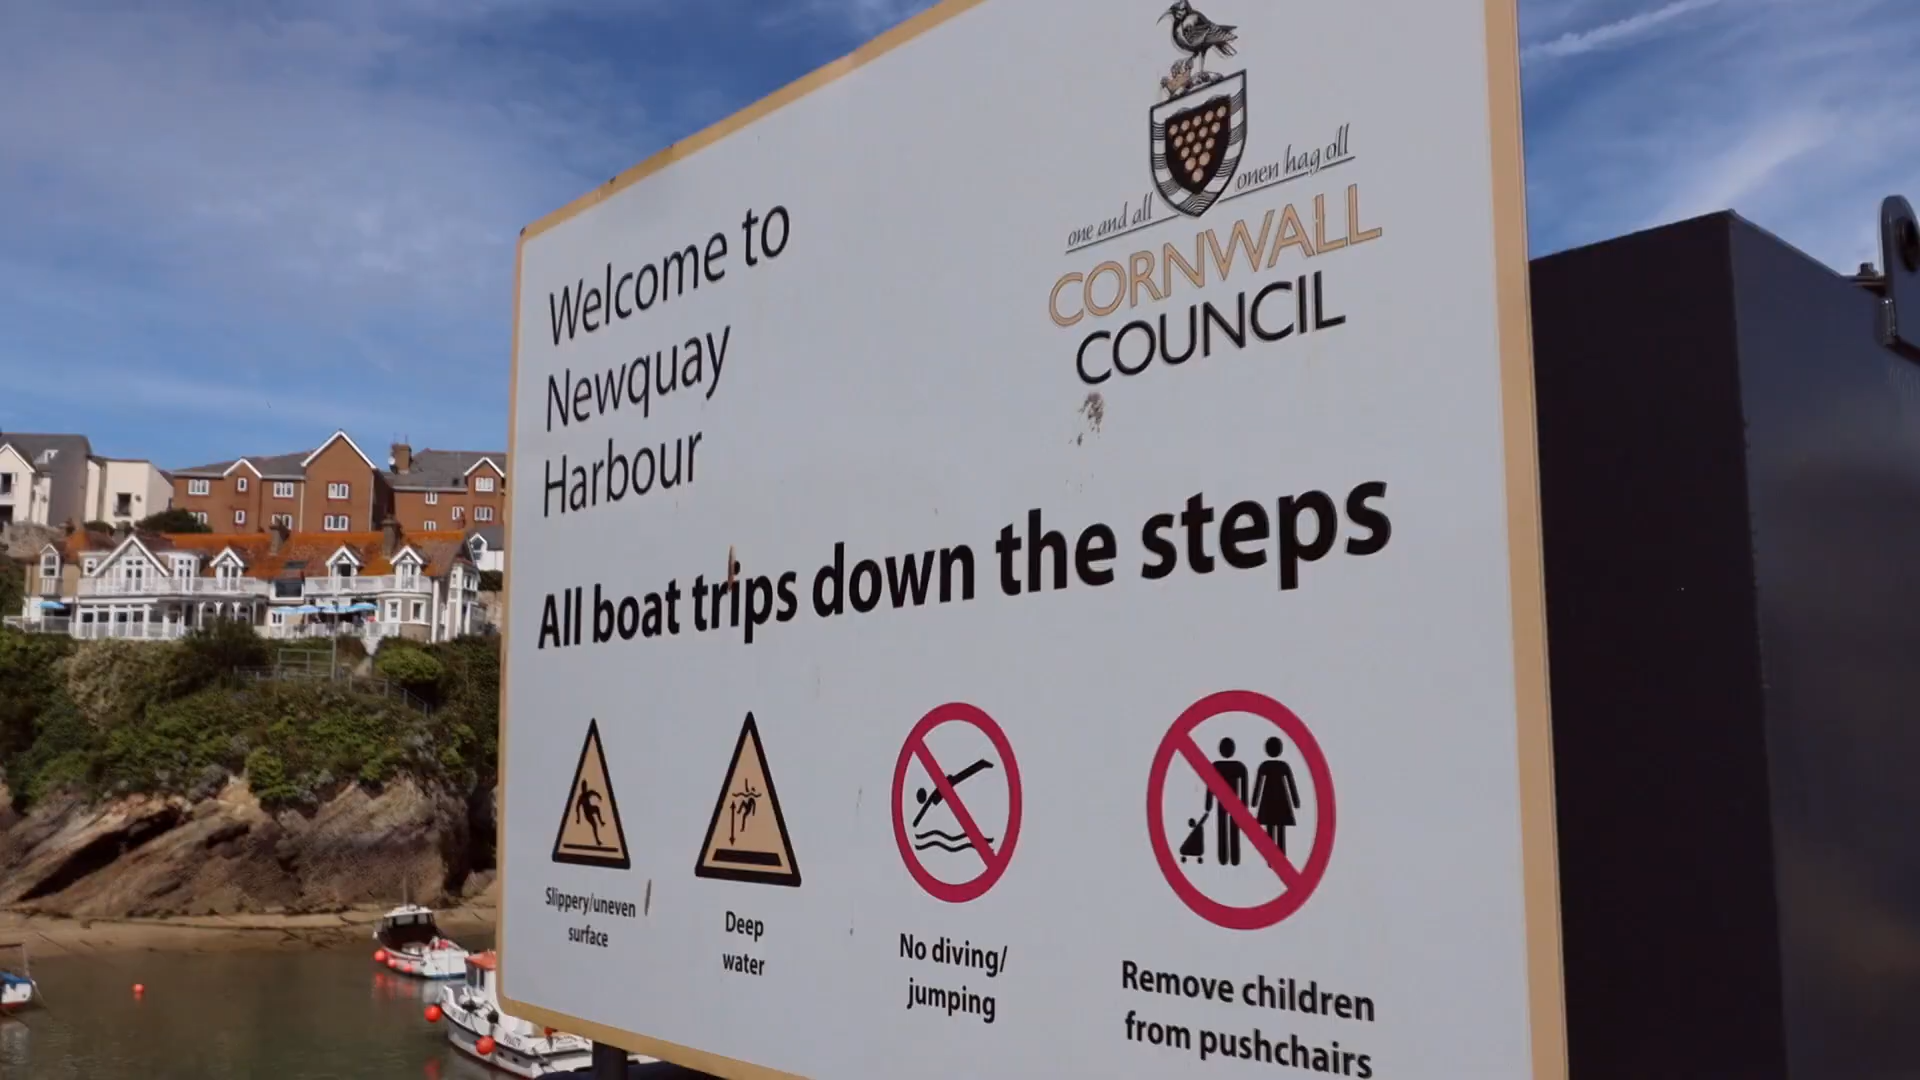 one and all
onen hag oll
CORNWALL
COUNCIL
Welcome to
Newquay
Harbour
All boat trips down the steps
Slippery/uneven
surface
Deep
water
No diving/
jumping
Remove children
from pushchairs